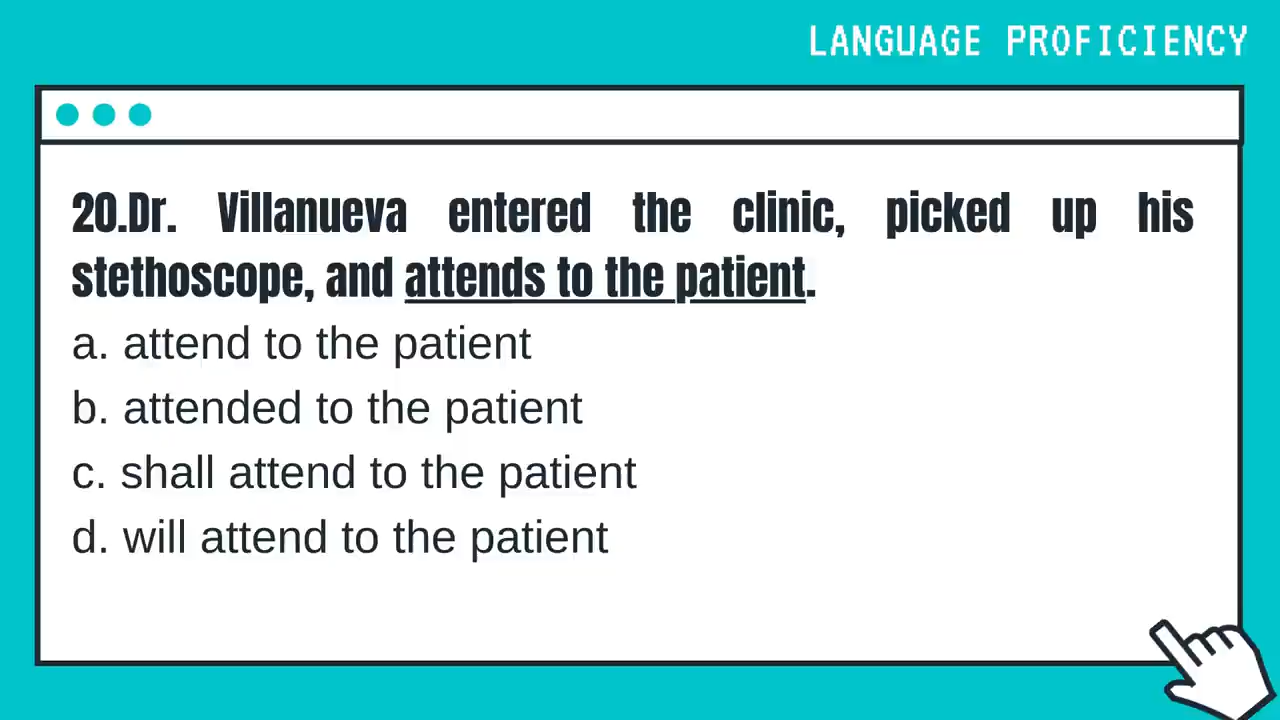 LANGUAGE PROFICIENCY
20.Dr. Villanueva entered the clinic, picked up his
stethoscope, and attends to the patient.
a. attend to the patient
b. attended to the patient
c. shall attend to the patient
d. will attend to the patient